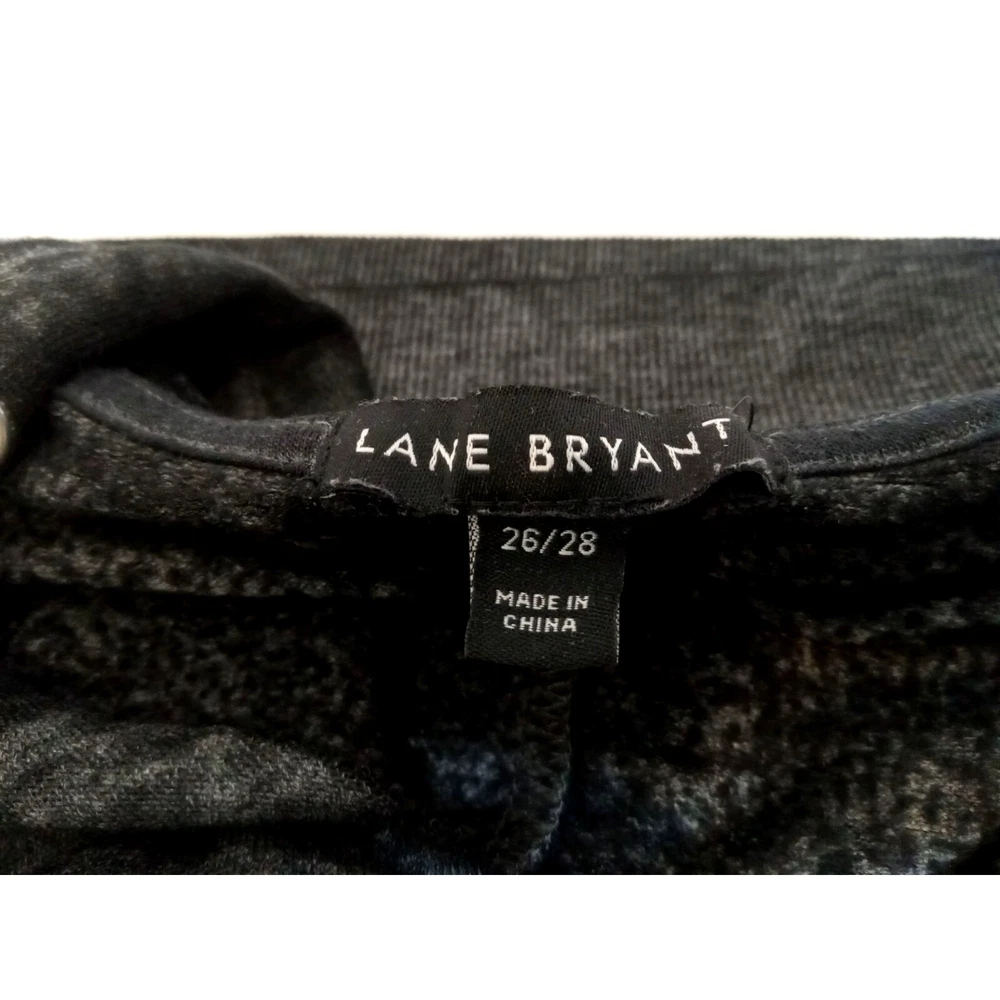 LANE BRYANT
26/28
MADE IN
CHINA